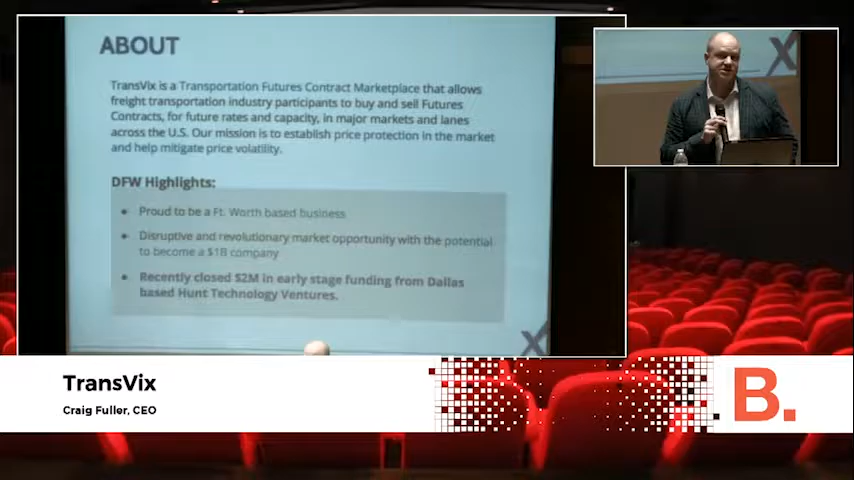 ABOUT
TransVix is a Transportation Futures Contract Marketplace that allows
freight transportation industry participants to buy and sell Futures
Contracts, for future rates and capacity, in major markets and lanes
across the U.S. Our mission is to establish price protection in the market
and help mitigate price volatility.
DFW Highlights:
• Proud to be a Ft. Worth based business
• Disruptive and revolutionary market opportunity with the potential
to become a $1B company
• Recently closed $2M in early stage funding from Dallas
based Hunt Technology Ventures.
X
X
TransVix
Craig Fuller, CEO
B.